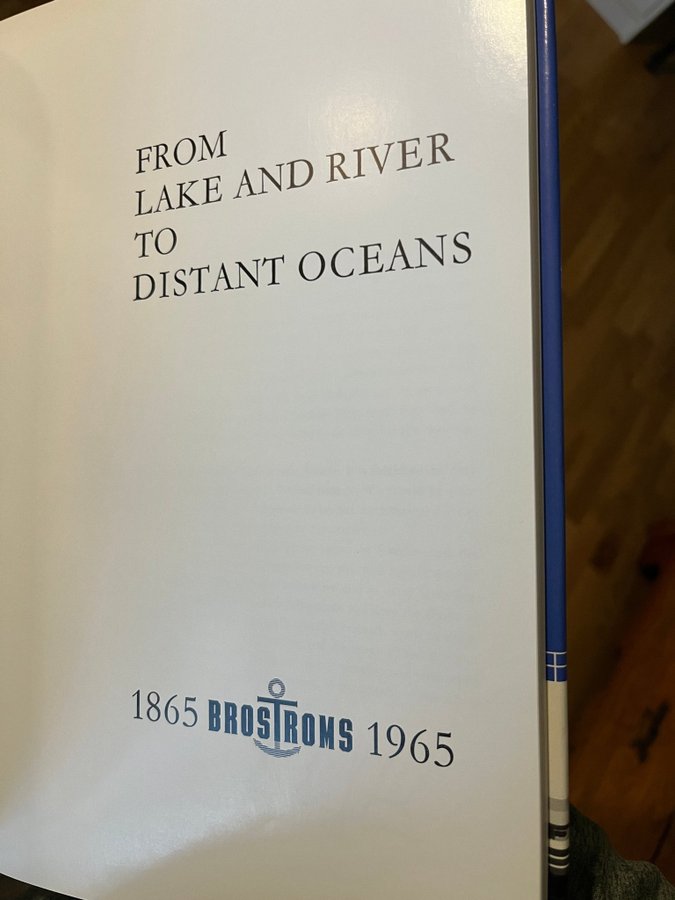 FROM
LAKE AND RIVER
TO
DISTANT OCEANS
1865 BROSTROMS 1965